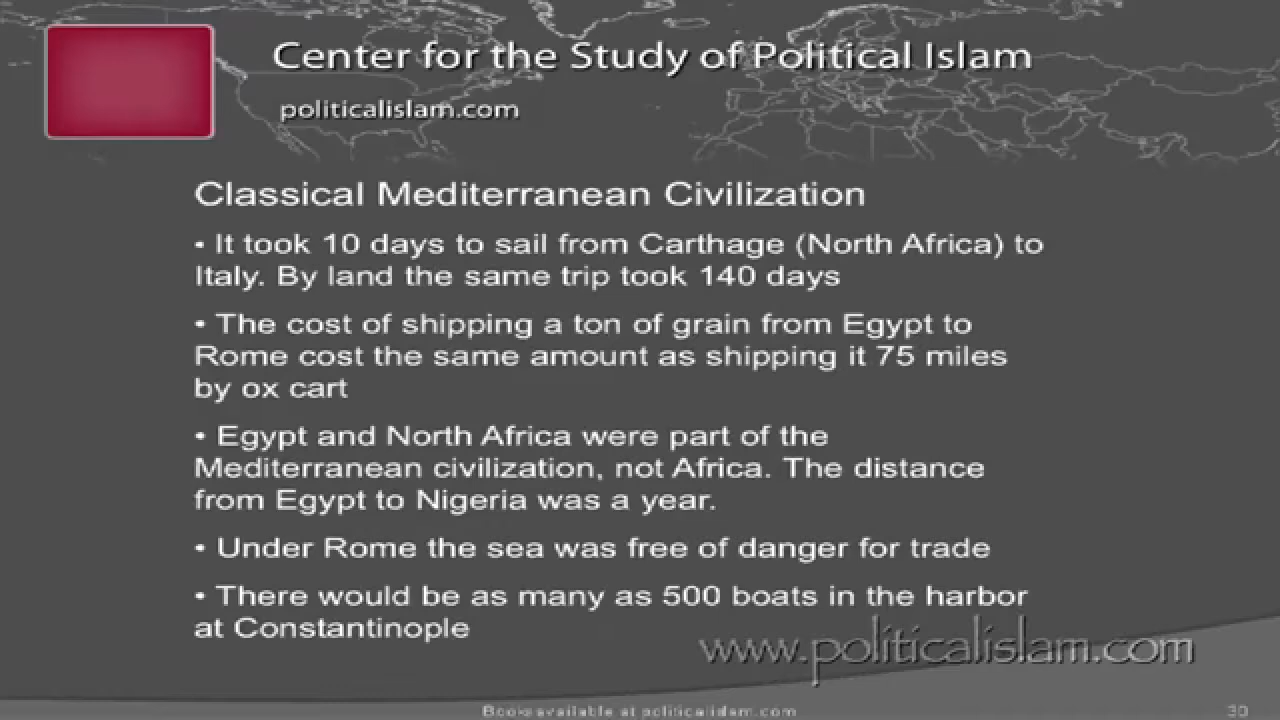 Center for the Study of Political Islam
politicalislam.com
Classical Mediterranean Civilization
• It took 10 days to sail from Carthage (North Africa) to
Italy. By land the same trip took 140 days
• The cost of shipping a ton of grain from Egypt to
Rome cost the same amount as shipping it 75 miles
by ox cart
• Egypt and North Africa were part of the
Mediterranean civilization, not Africa. The distance
from Egypt to Nigeria was a year.
• Under Rome the sea was free of danger for trade
• There would be as many as 500 boats in the harbor
at Constantinople
www.politicalislam.com
Books available at politicalislam.com
30